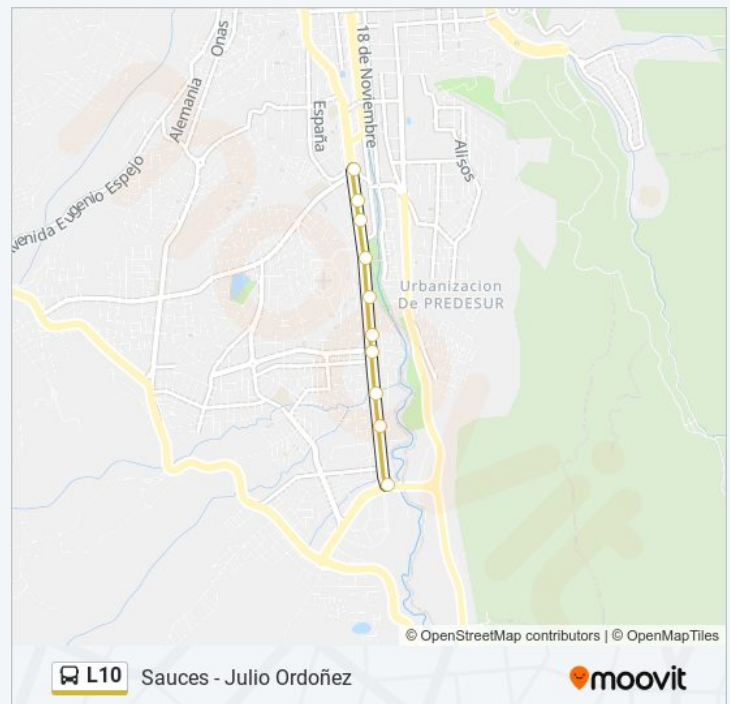 Onas
Alemania
España
18 de Noviembre
Alisos
Avenida Eugenio Espejo
Urbanizacion
De PREDESUR
© OpenStreetMap contributors | © OpenMapTiles
L10 Sauces - Julio Ordoñez
moovit